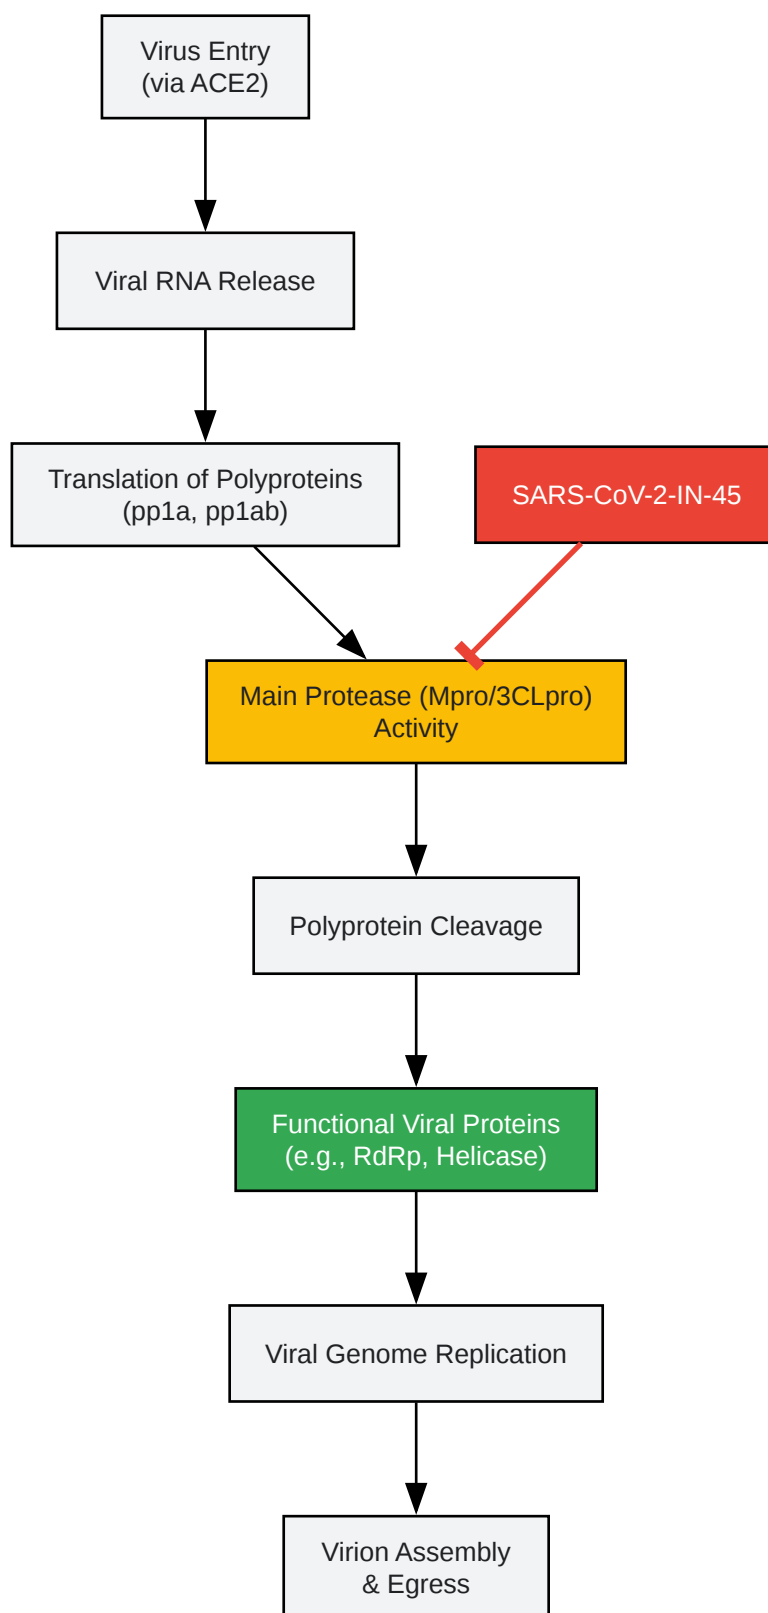 Virus Entry
(via ACE2)
Viral RNA Release
Translation of Polyproteins
(pp1a, pp1ab)
SARS-CoV-2-IN-45
Main Protease (Mpro/3CLpro)
Activity
Polyprotein Cleavage
Functional Viral Proteins
(e.g., RdRp, Helicase)
Viral Genome Replication
Virion Assembly
& Egress